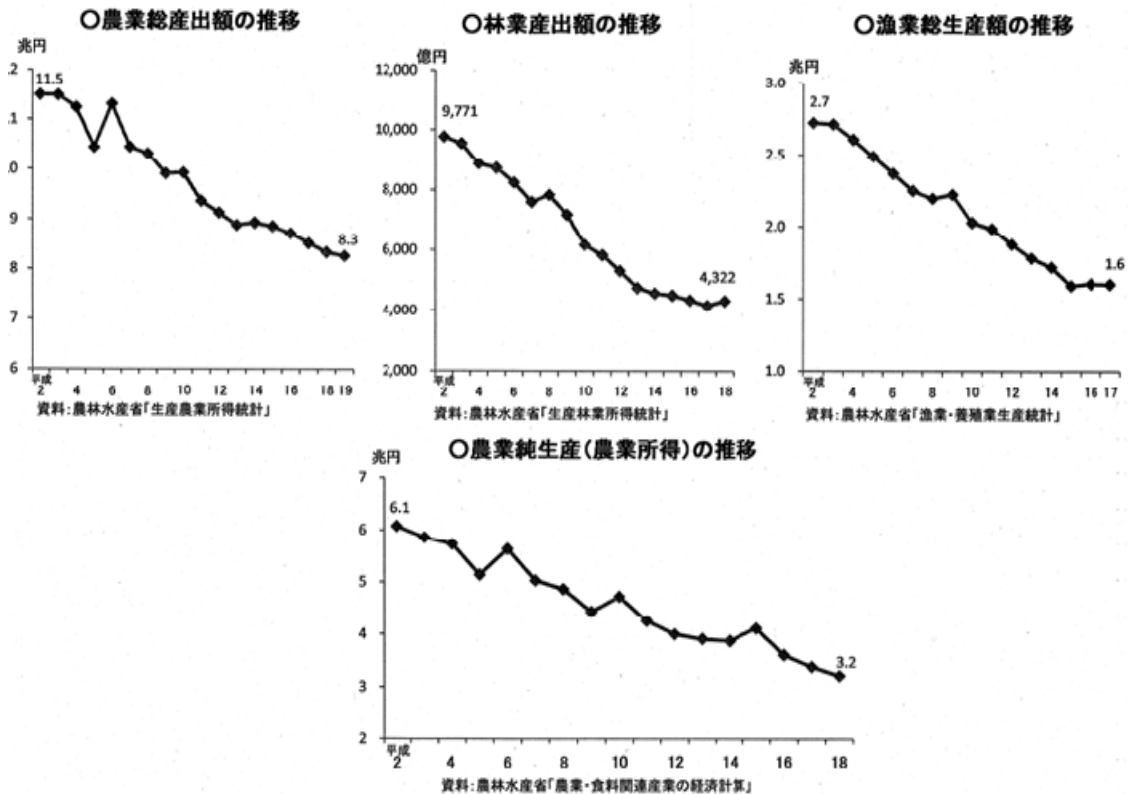 〇農業総産出額の推移
兆円
11.5
8.3
.2
.1
.0
9
8
7
6
平成
2 4 6 8 10 12 14 16 18 19
資料:農林水産省「生産農業所得統計」
〇林業産出額の推移
億円
12,000
9,771
10,000
8,000
6,000
4,322
4,000
2,000
平成
2 4 6 8 10 12 14 16 18
資料:農林水産省「生産林業所得統計」
〇漁業総生産額の推移
兆円
3.0
2.7
2.5
2.0
1.6
1.5
1.0
平成
2 4 6 8 10 12 14 16 17
資料:農林水産省「漁業・養殖業生産統計」
〇農業純生産(農業所得)の推移
兆円
7
6.1
6
5
4
3.2
3
2
平成
2 4 6 8 10 12 14 16 18
資料:農林水産省「農業・食料関連産業の経済計算」